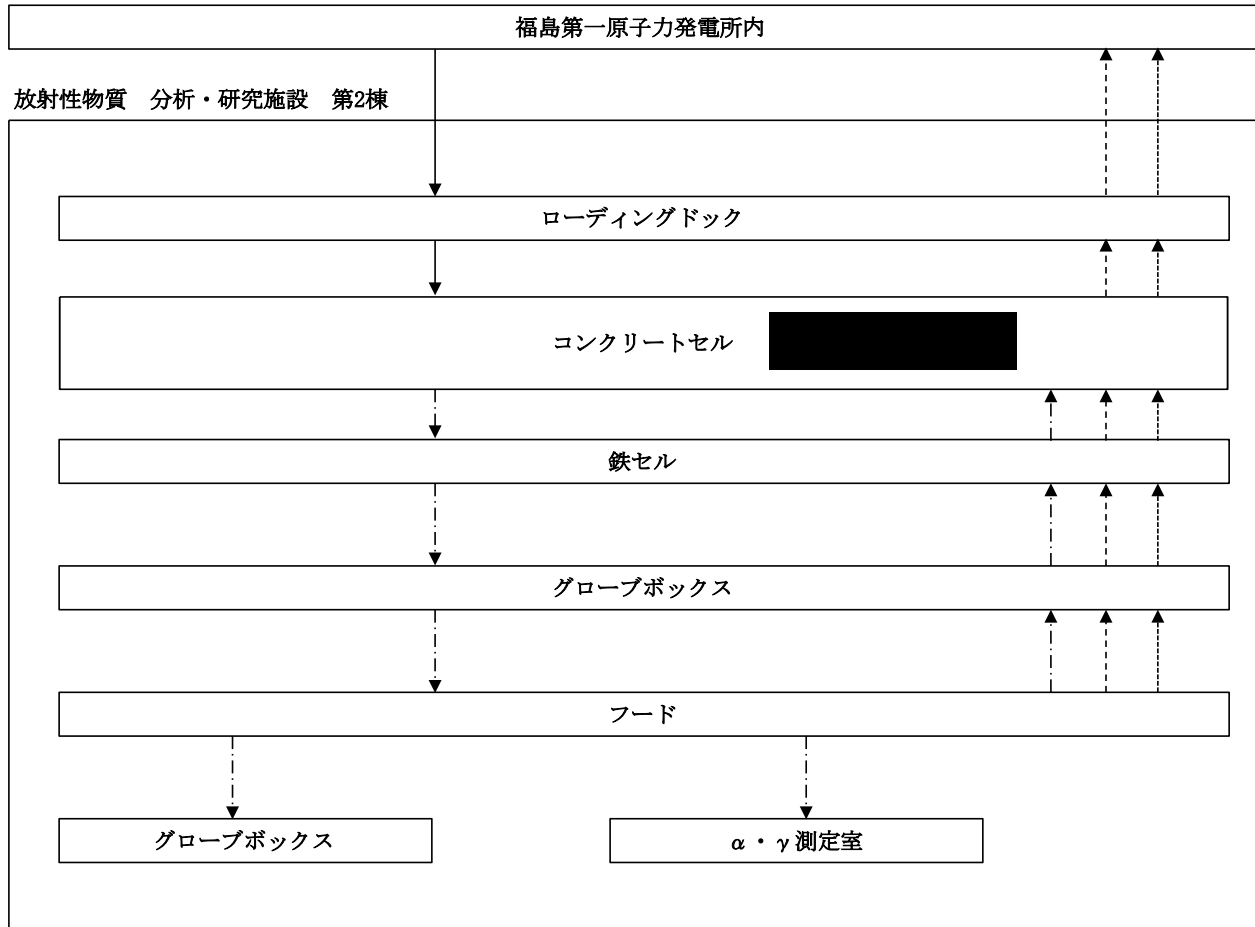 福島第一原子力発電所内
放射性物質　分析・研究施設　第2棟
ローディングドック
コンクリートセル
鉄セル
グローブボックス
フード
グローブボックス
α・γ測定室